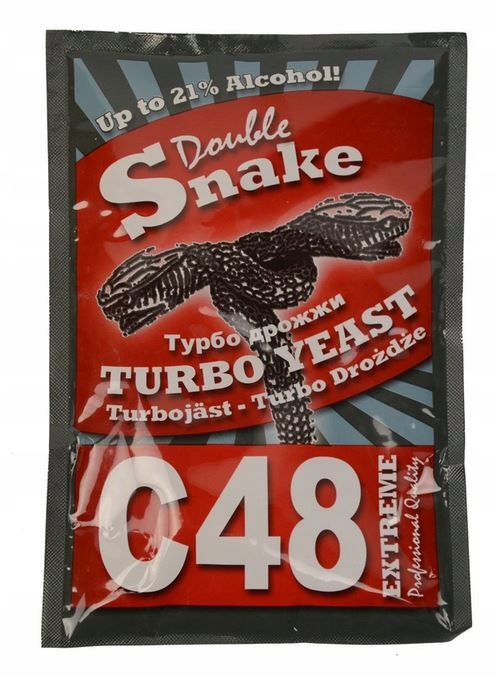 Up to 21% Alcohol!
Double
Snake
Турбо дрожжи
TURBO YEAST
Turbojäst - Turbo Drożdże
C48
EXTREME
Professional Quality